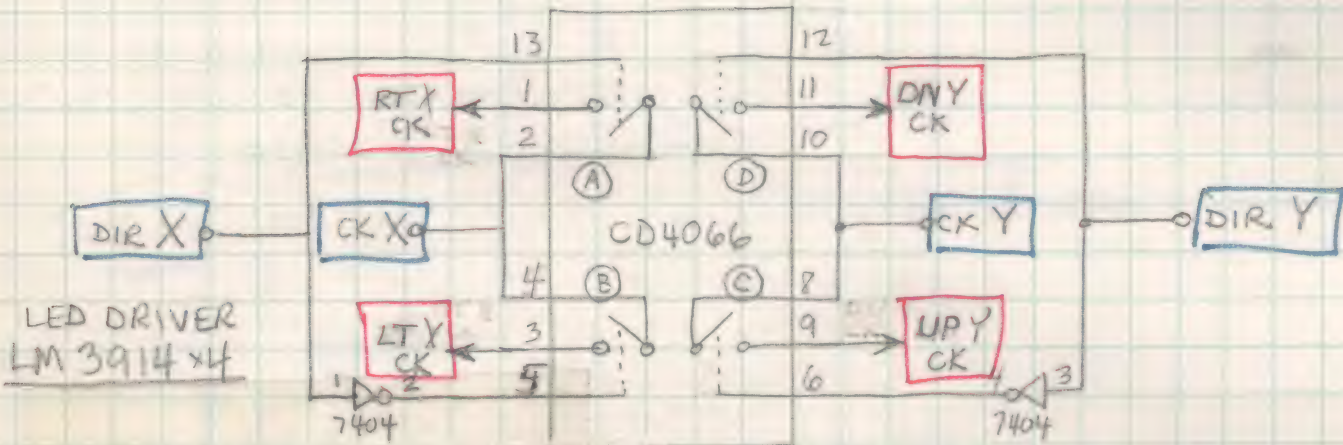 13
12
RT X
CK
1
11
DN Y
CK
2
10
A
D
DIR X
CK X
CD4066
CK Y
DIR Y
4
B
C
8
LED DRIVER
LM 3914 x4
LT X
CK
3
9
UP Y
CK
1
2
5
6
4
3
7404
7404